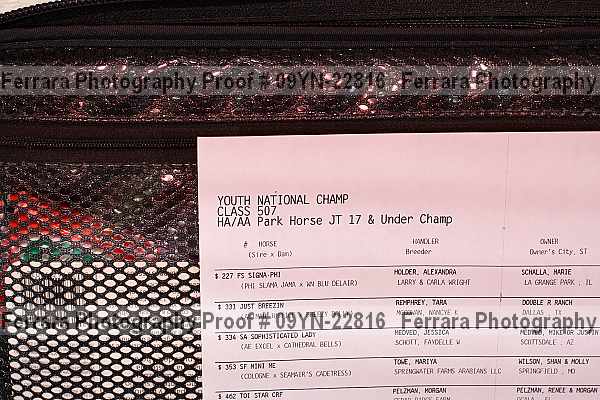 Ferrara Photography Proof # 09YN-22816 Ferrara Photography
YOUTH NATIONAL CHAMP
CLASS 507
HA/AA Park Horse JT 17 & Under Champ
# HORSE HANDLER OWNER
(Sire x Dam) Breeder Owner's City, ST
$ 227 FS SIGNA-PHI HOLDER, ALEXANDRA SCHALLA, MARIE
(PHI SLAMA JAMA x WN BLU DELAIR) LARRY & CARLA WRIGHT LA GRANGE PARK , IL
$ 331 JUST BREEZIN REMPHREY, TARA DOUBLE R RANCH
DALLAS , TX
Ferrara Photography Proof # 09YN-22816 Ferrara Photography
$ 334 SA SOPHISTICATED LADY MEDVED, JESSICA
(AE EXCEL x CATHEDRAL BELLS) SCHOTT, FAYDELLE W SCOTTSDALE , AZ
$ 353 SF MINI ME TOWE, MARIYA WILSON, SHAN & MOLLY
(COLOGNE x SEAMAIR'S CADETRESS) SPRINGWATER FARMS ARABIANS LLC SPRINGFIELD , MO
$ 462 TOI STAR CRF PELZMAN, MORGAN PELZMAN, RENEE & MORGAN